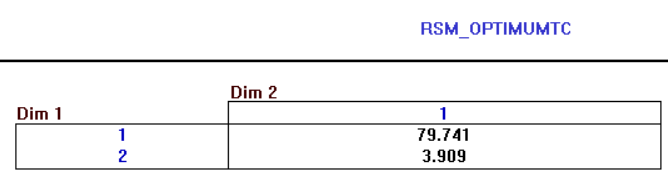 RSM_OPTIMUMTC
Dim 2
Dim 1 1
1 79.741
2 3.909